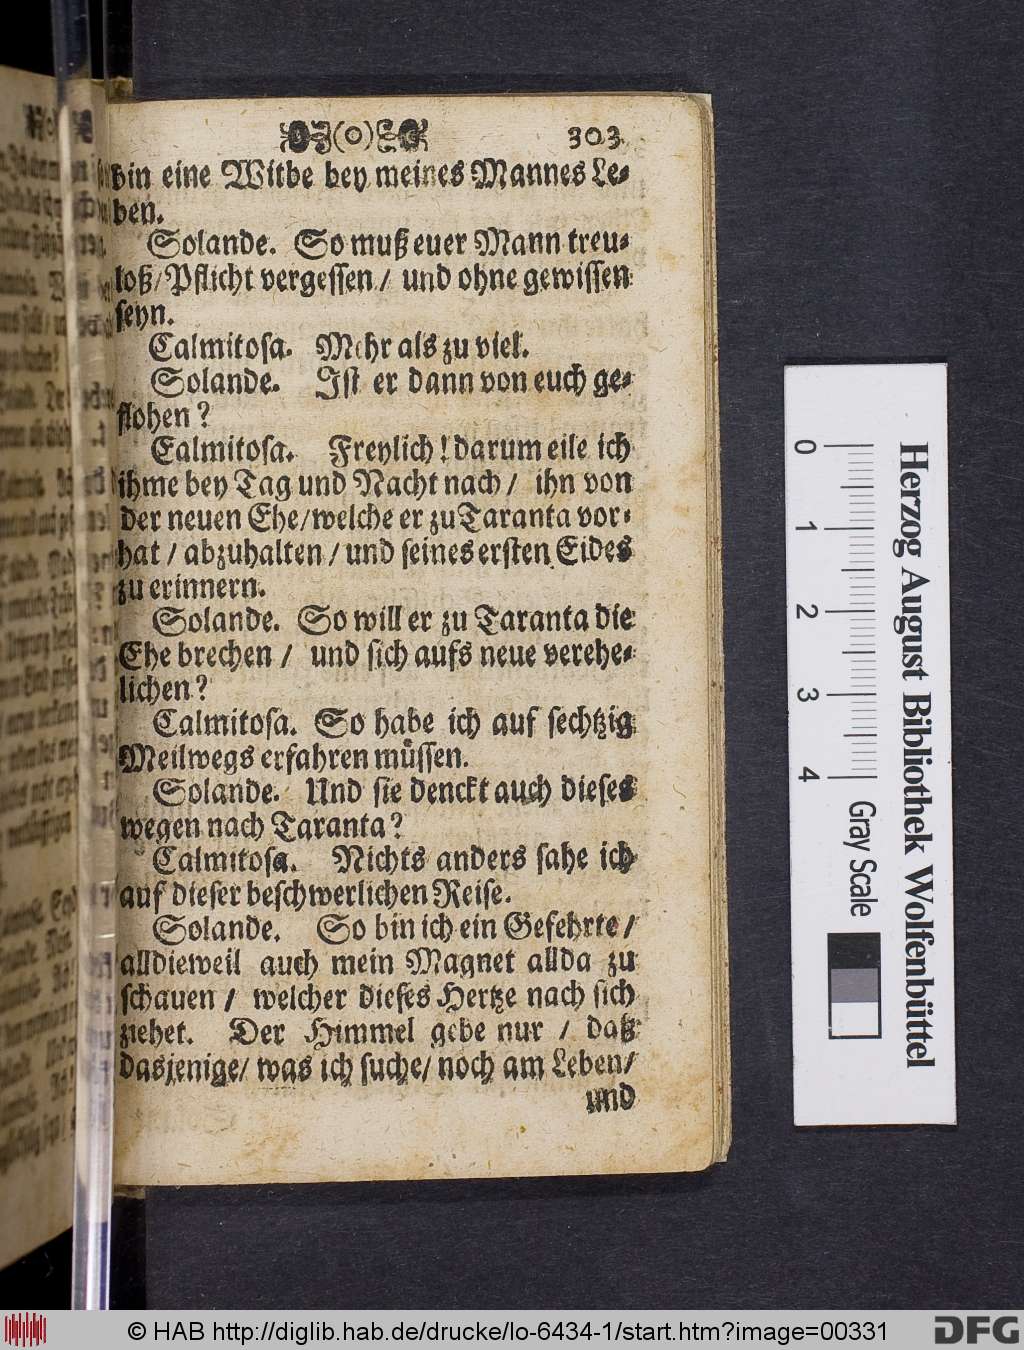 (o) 303
bin eine Witbe bey meines Mannes Le-
ben.
Solande. So muß euer Mann treu-
loß/Pflicht vergeſſen/ und ohne gewiſſen
ſeyn.
Calmitoſa. Mehr als zu viel.
Solande. Iſt er dann von euch ge-
flohen?
Calmitoſa. Freylich! darum eile ich
ihme bey Tag und Nacht nach/ ihn von
der neuen Ehe/welche er zu Taranta vor-
hat/abzuhalten/und ſeines erſten Eides
zu erinnern.
Solande. So will er zu Taranta die
Ehe brechen/ und ſich aufs neue verehe-
lichen?
Calmitoſa. So habe ich auf ſechtzig
Meilwegs erfahren müſſen.
Solande. Und ſie denckt auch dieſes
wegen nach Taranta?
Calmitoſa. Nichts anders ſahe ich
auf dieſer beſchwerlichen Reiſe.
Solande. So bin ich ein Gefehrte/
alldieweil auch mein Magnet allda zu
ſchauen/ welcher dieſes Hertze nach ſich
ziehet. Der Himmel gebe nur/ daß
dasjenige/ was ich ſuche/ noch am Leben/
und
0 1 2 3 4 Gray Scale
Herzog August Bibliothek Wolfenbüttel
© HAB http://diglib.hab.de/drucke/lo-6434-1/start.htm?image=00331
DFG